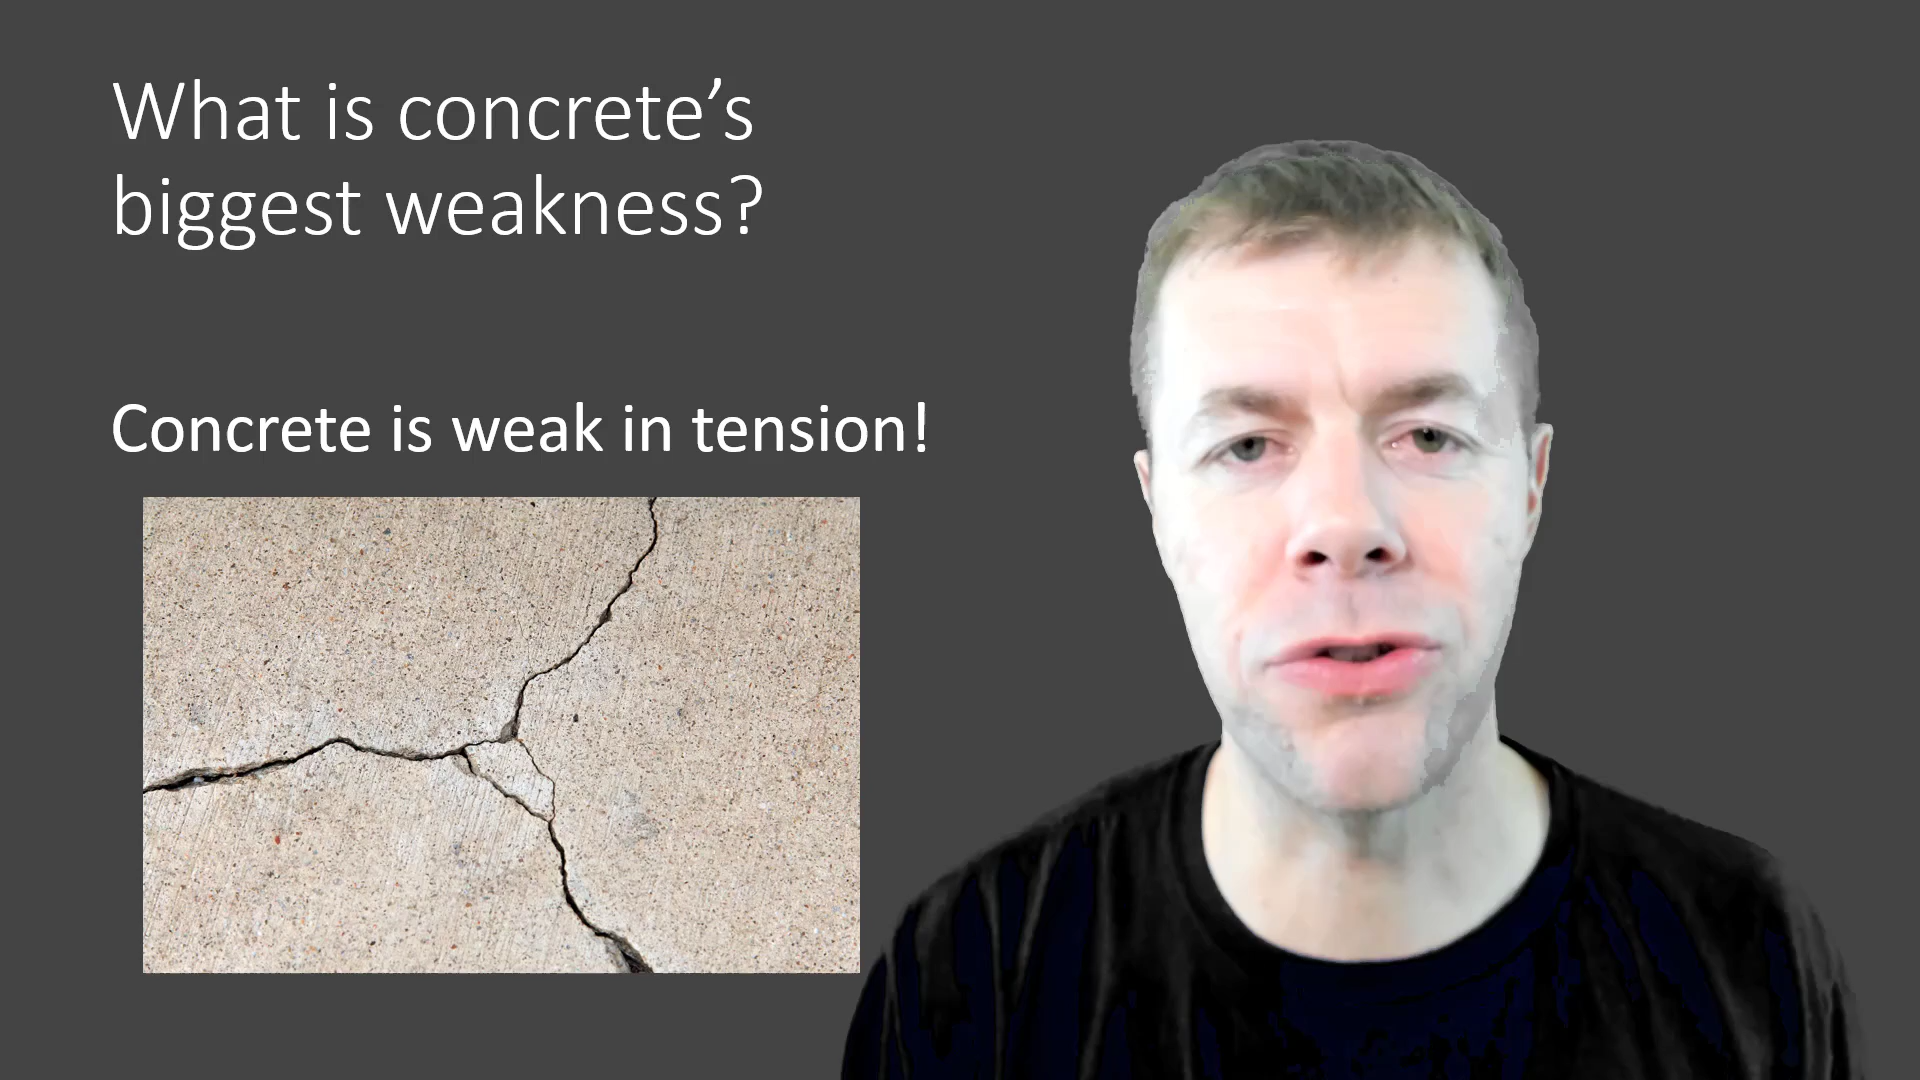 What is concrete’s
biggest weakness?
Concrete is weak in tension!